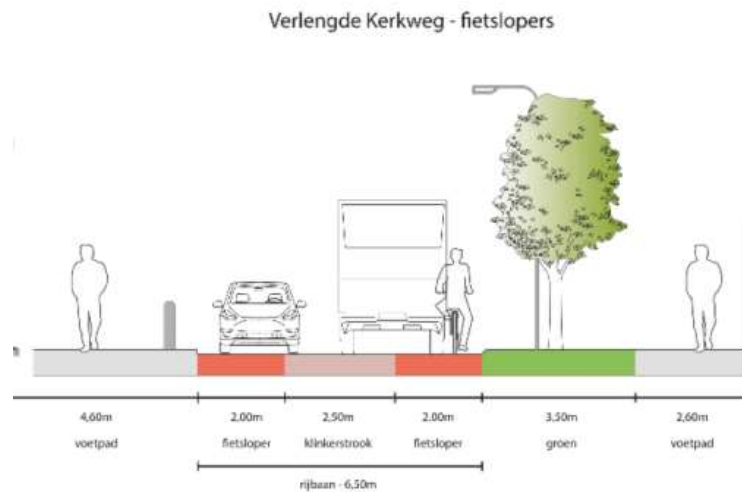 Verlengde Kerkweg - fietslopers
4,60m 2,00m 2,50m 2,00m 3,50m 2,60m
voetpad fietsloper klinkerstrook fietsloper groen voetpad
rijbaan - 6,50m